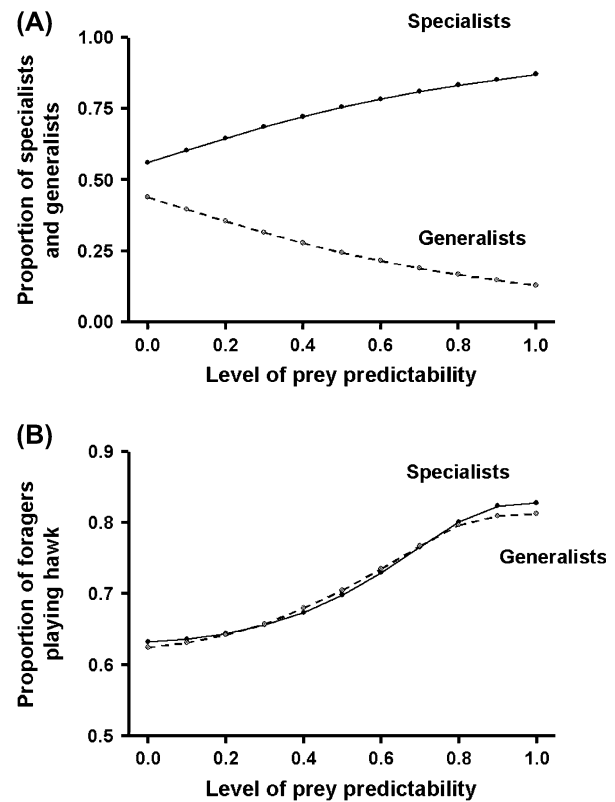 (A)
Specialists
1.00
0.75
0.50
0.25
0.00
Proportion of specialists
and generalists
Generalists
0.0 0.2 0.4 0.6 0.8 1.0
Level of prey predictability
(B)
0.9
0.8
0.7
0.6
0.5
Proportion of foragers
playing hawk
Specialists
Generalists
0.0 0.2 0.4 0.6 0.8 1.0
Level of prey predictability